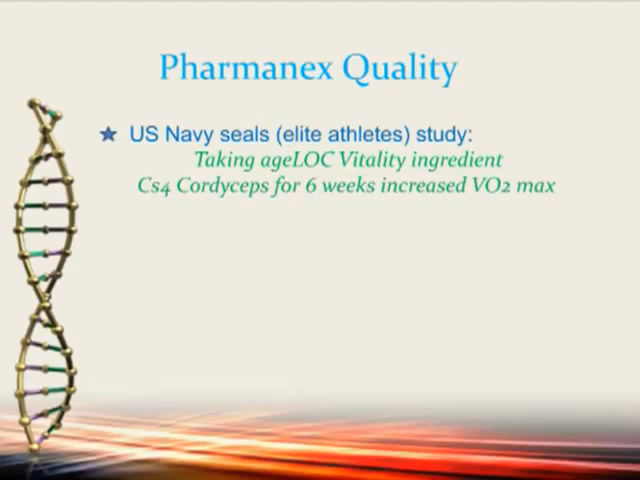 Pharmanex Quality
US Navy seals (elite athletes) study:
Taking ageLOC Vitality ingredient
Cs4 Cordyceps for 6 weeks increased VO2 max